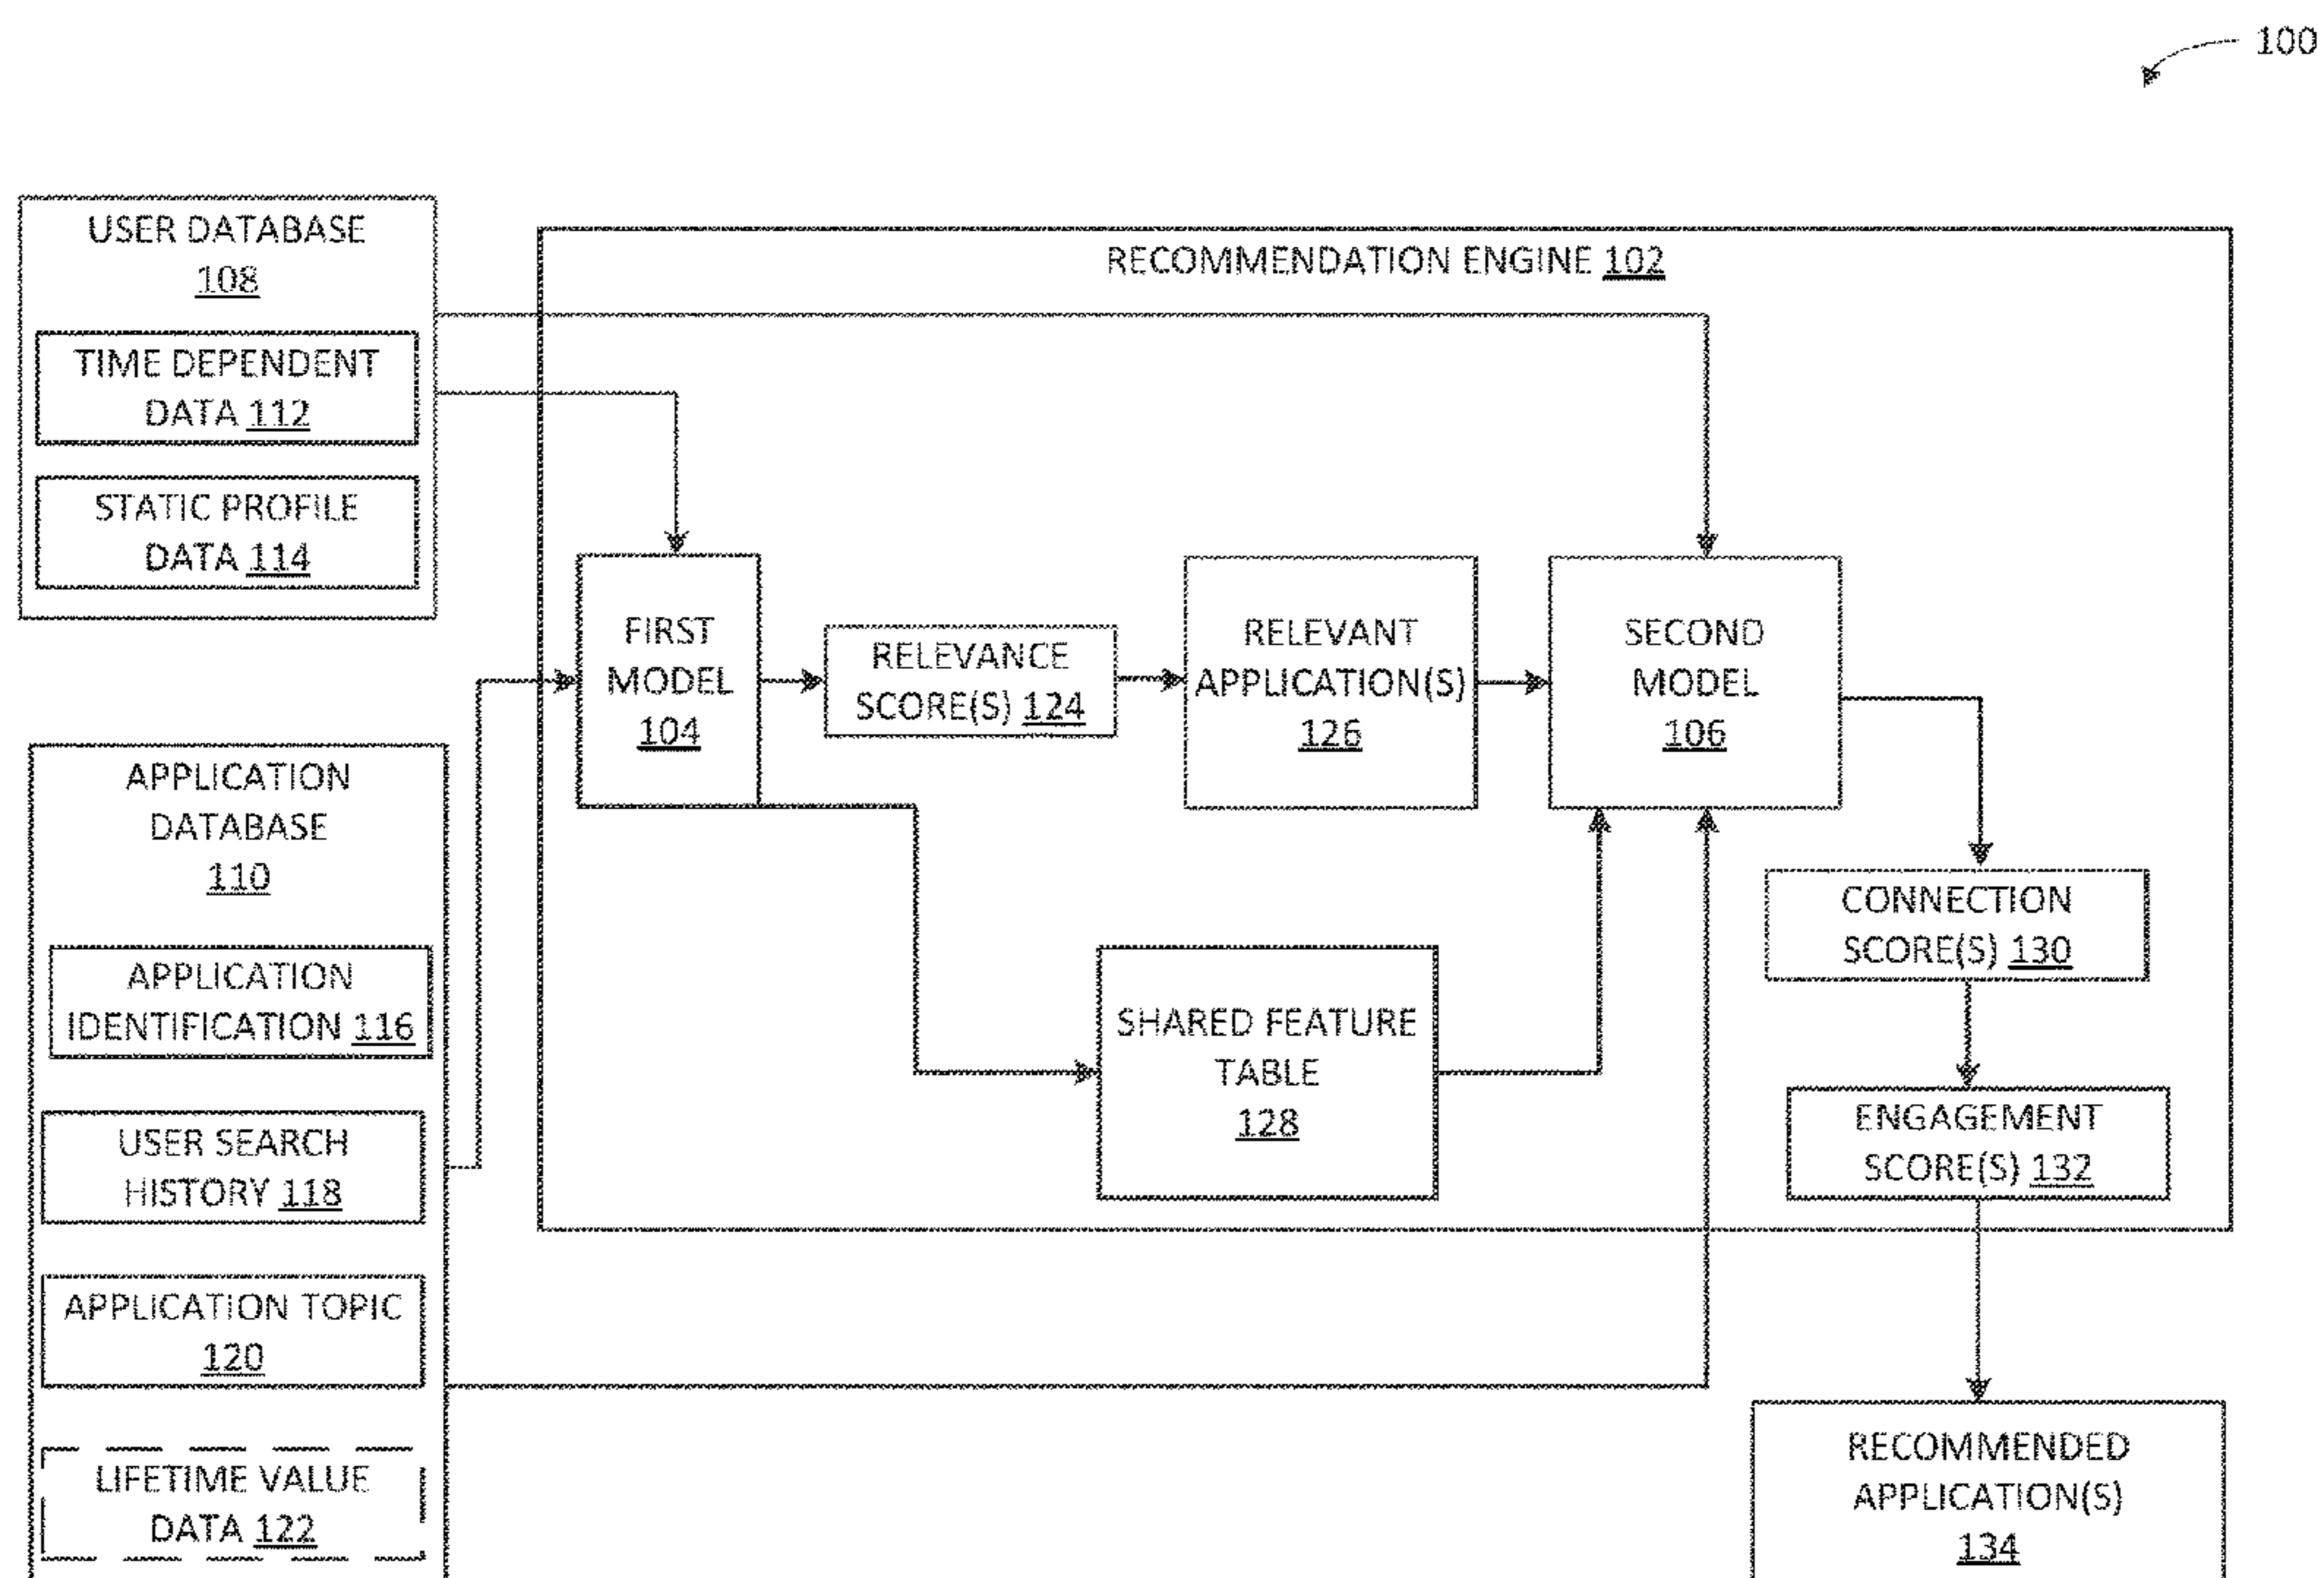 100
USER DATABASE
108
TIME DEPENDENT
DATA 112
STATIC PROFILE
DATA 114
APPLICATION
DATABASE
110
APPLICATION
IDENTIFICATION 116
USER SEARCH
HISTORY 118
APPLICATION TOPIC
120
LIFETIME VALUE
DATA 122
RECOMMENDATION ENGINE 102
FIRST
MODEL
104
RELEVANCE
SCORE(S) 124
RELEVANT
APPLICATION(S)
126
SECOND
MODEL
106
SHARED FEATURE
TABLE
128
CONNECTION
SCORE(S) 130
ENGAGEMENT
SCORE(S) 132
RECOMMENDED
APPLICATION(S)
134